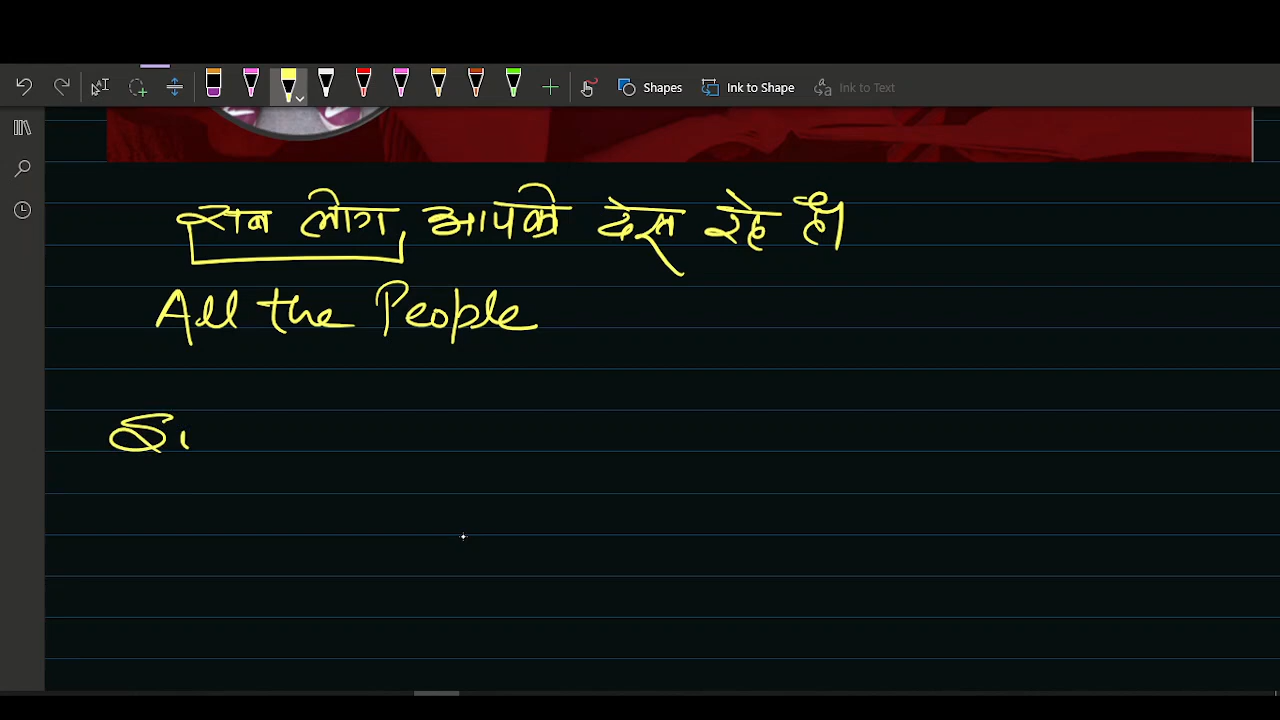 Shapes Ink to Shape Ink to Text
सब लोग आपको देख रहे हैं।
All the People